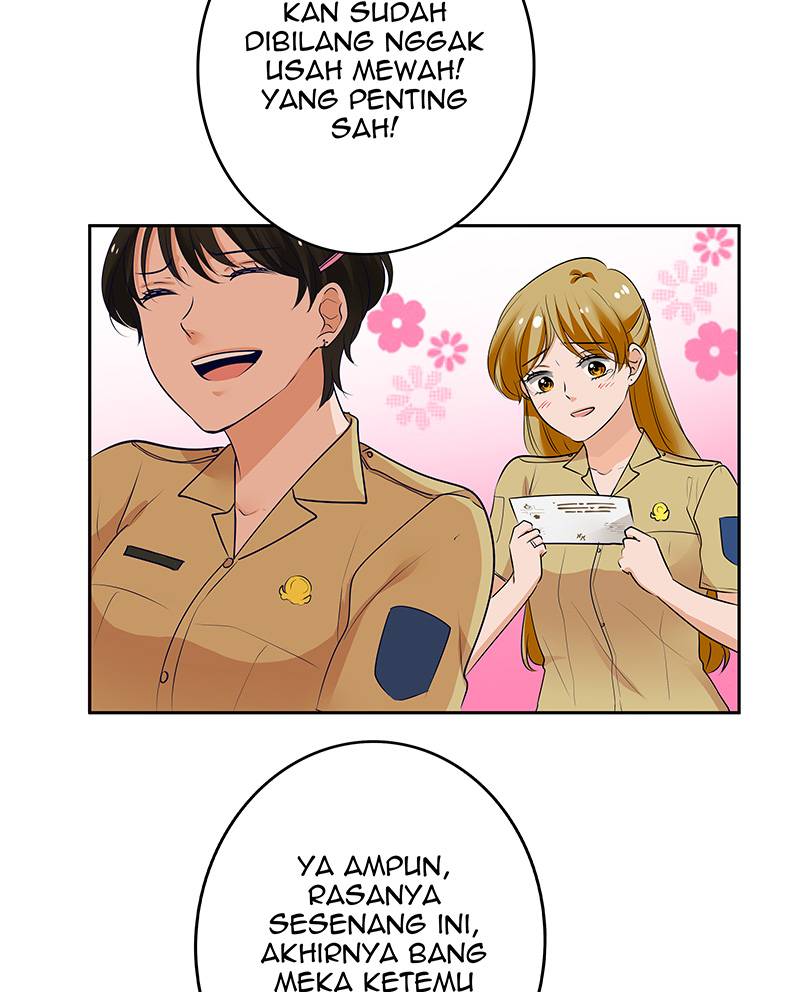 KAN SUDAH
DIBILANG NGGAK
USAH MEWAH!
YANG PENTING
SAH!
YA AMPUN,
RASANYA
SESENANG INI,
AKHIRNYA BANG
MEKA KETEMU